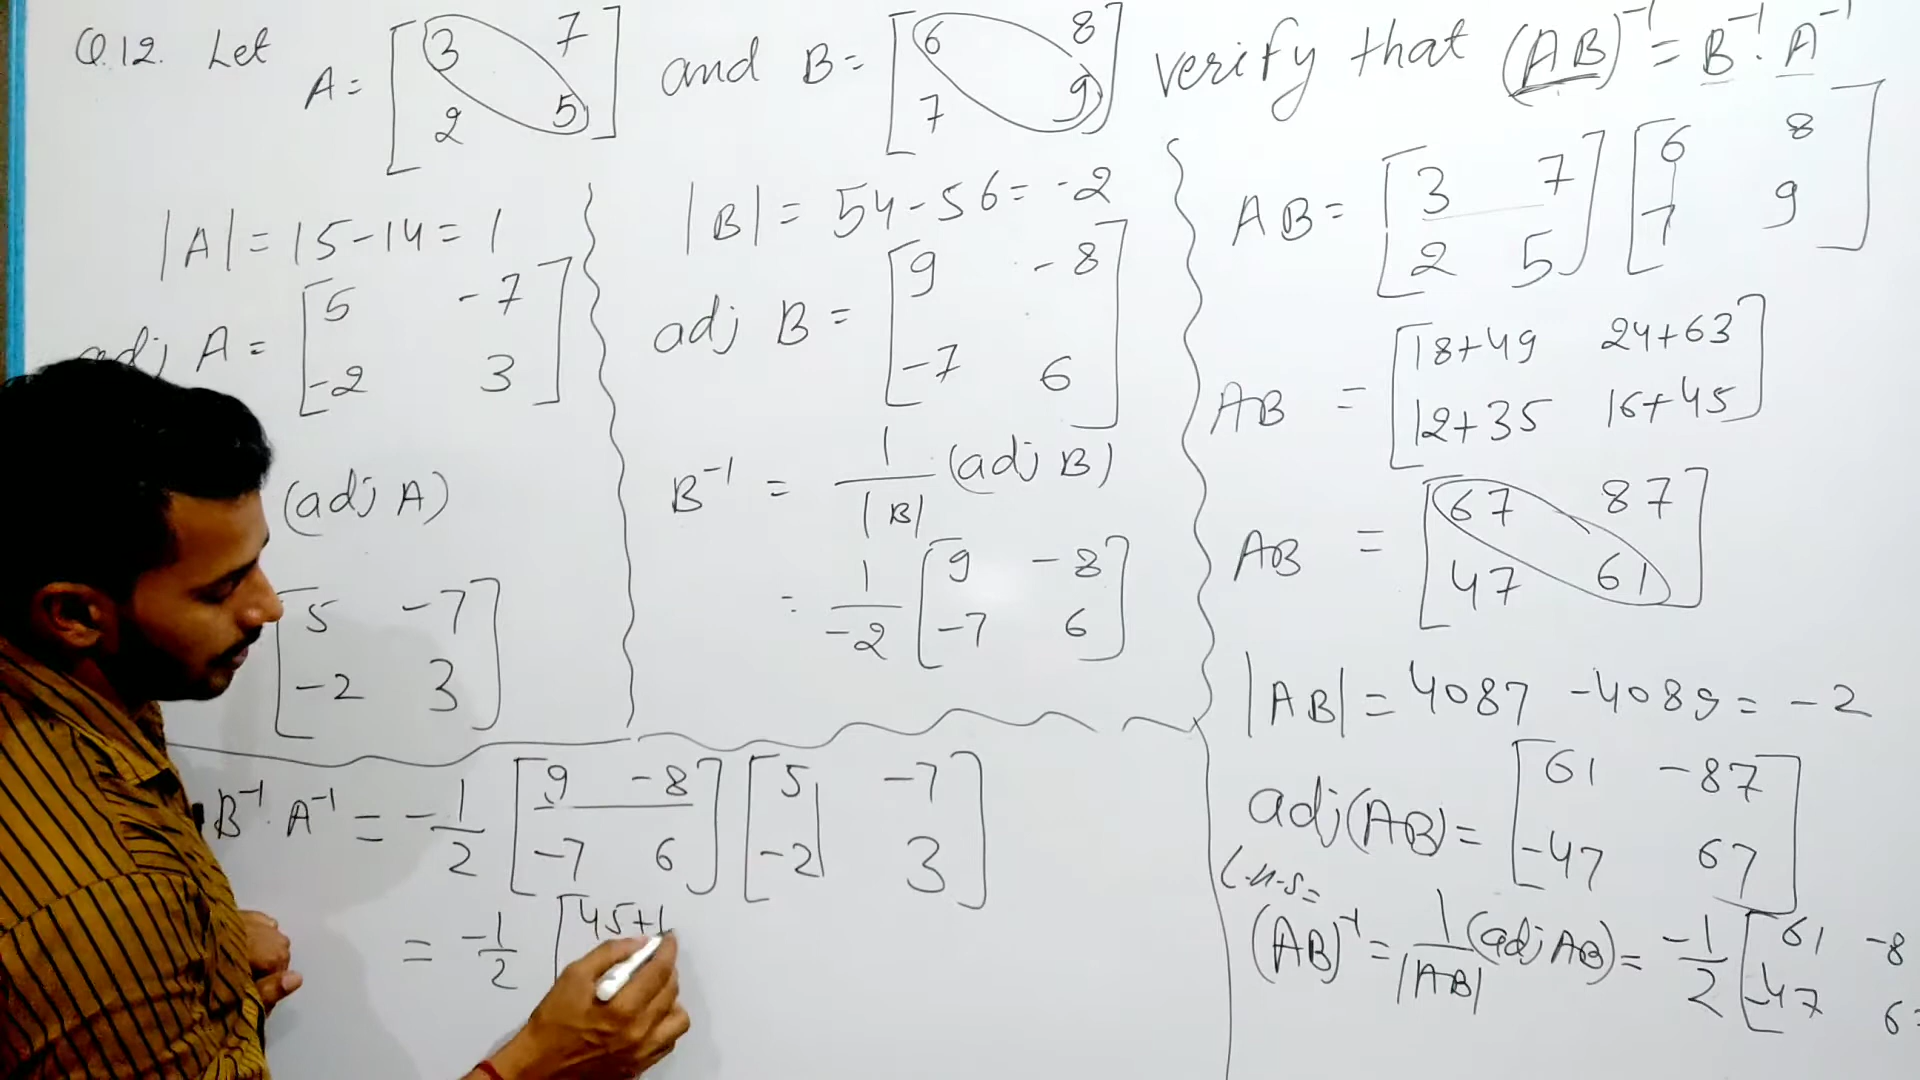 Q.12. Let A = [3 7
2 5] and B = [6 8
7 9] verify that (AB)⁻¹ = B⁻¹. A⁻¹
|A| = 15-14 = 1
adj A = [5 -7
-2 3]
(adj A)
[5 -7
-2 3]
|B| = 54-56 = -2
adj B = [9 -8
-7 6]
B⁻¹ = 1/|B| (adj B)
= 1/-2 [9 -8
-7 6]
AB = [3 7
2 5] [6 8
7 9]
AB = [18+49 24+63
12+35 16+45]
AB = [67 87
47 61]
|AB| = 4087 -4089 = -2
adj(AB) = [61 -87
-47 67]
L.H.S =
(AB)⁻¹ = 1/|AB| (adj AB) = -1/2 [61 -8
-47 6
B⁻¹. A⁻¹ = -1/2 [9 -8
-7 6] [5 -7
-2 3]
= -1/2 [45+1